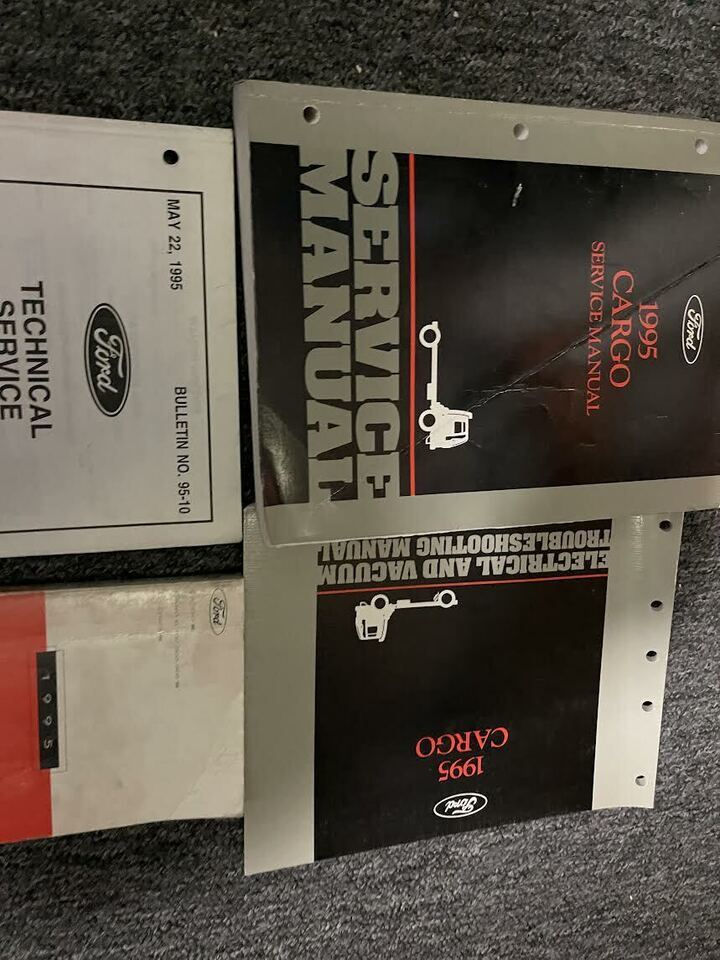 MAY 22, 1995
BULLETIN NO. 95-10
Ford
TECHNICAL
SERVICE
Ford
1995
CARGO
SERVICE MANUAL
SERVICE
MANUAL
ELECTRICAL AND VACUUM
TROUBLESHOOTING MANUAL
1995
CARGO
Ford
Ford
1995